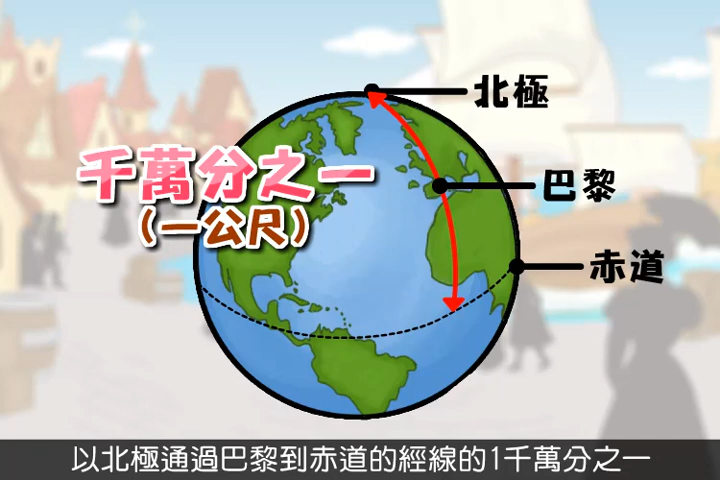 北極
千萬分之一
(一公尺)
巴黎
赤道
以北極通過巴黎到赤道的經線的1千萬分之一